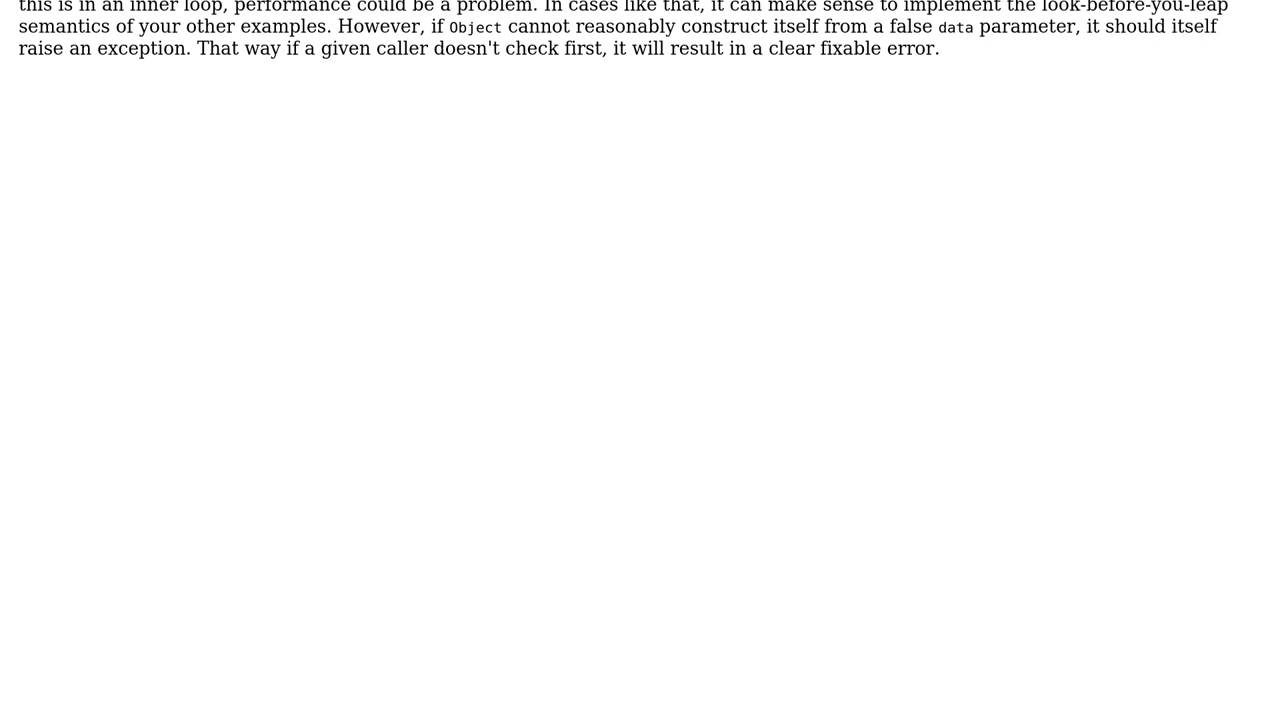 this is in an inner loop, performance could be a problem. In cases like that, it can make sense to implement the look-before-you-leap
semantics of your other examples. However, if Object cannot reasonably construct itself from a false data parameter, it should itself
raise an exception. That way if a given caller doesn't check first, it will result in a clear fixable error.